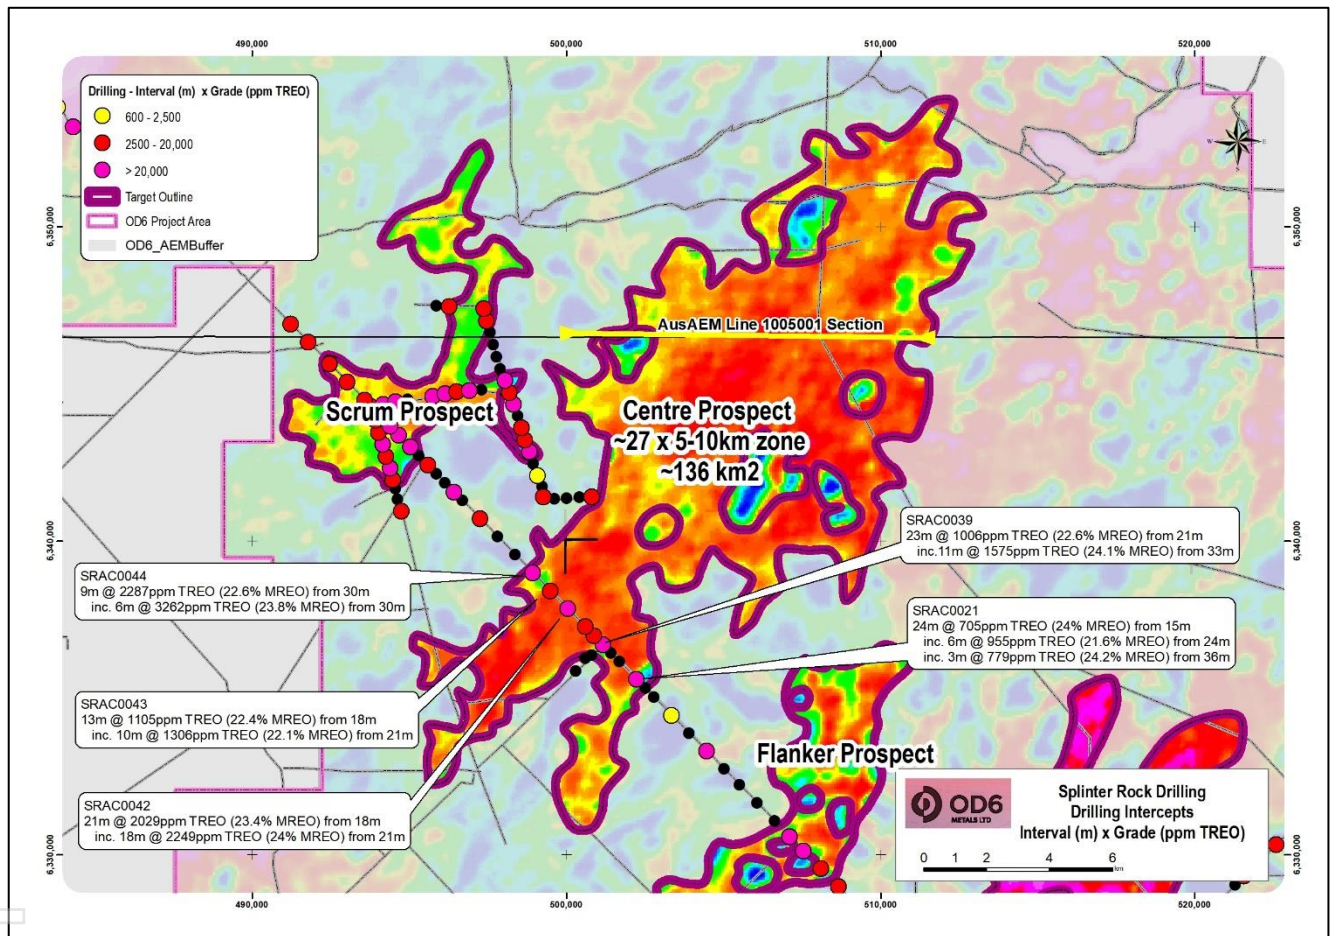 490,000
500,000
510,000
520,000
Drilling - Interval (m) x Grade (ppm TREO)
600 - 2,500
2500 - 20,000
> 20,000
Target Outline
OD6 Project Area
OD6_AEMBuffer
W
E
6,350,000
6,350,000
AusAEM Line 1005001 Section
Scrum Prospect
Centre Prospect
~27 x 5-10km zone
~136 km2
6,340,000
6,340,000
SRAC0039
23m @ 1006ppm TREO (22.6% MREO) from 21m
inc.11m @ 1575ppm TREO (24.1% MREO) from 33m
SRAC0044
9m @ 2287ppm TREO (22.6% MREO) from 30m
inc. 6m @ 3262ppm TREO (23.8% MREO) from 30m
SRAC0021
24m @ 705ppm TREO (24% MREO) from 15m
inc. 6m @ 955ppm TREO (21.6% MREO) from 24m
inc. 3m @ 779ppm TREO (24.2% MREO) from 36m
SRAC0043
13m @ 1105ppm TREO (22.4% MREO) from 18m
inc. 10m @ 1306ppm TREO (22.1% MREO) from 21m
Flanker Prospect
SRAC0042
21m @ 2029ppm TREO (23.4% MREO) from 18m
inc. 18m @ 2249ppm TREO (24% MREO) from 21m
OD6
METALS LTD
Splinter Rock Drilling
Drilling Intercepts
Interval (m) x Grade (ppm TREO)
0 1 2 4 6
km
6,330,000
6,330,000
490,000
500,000
510,000
520,000